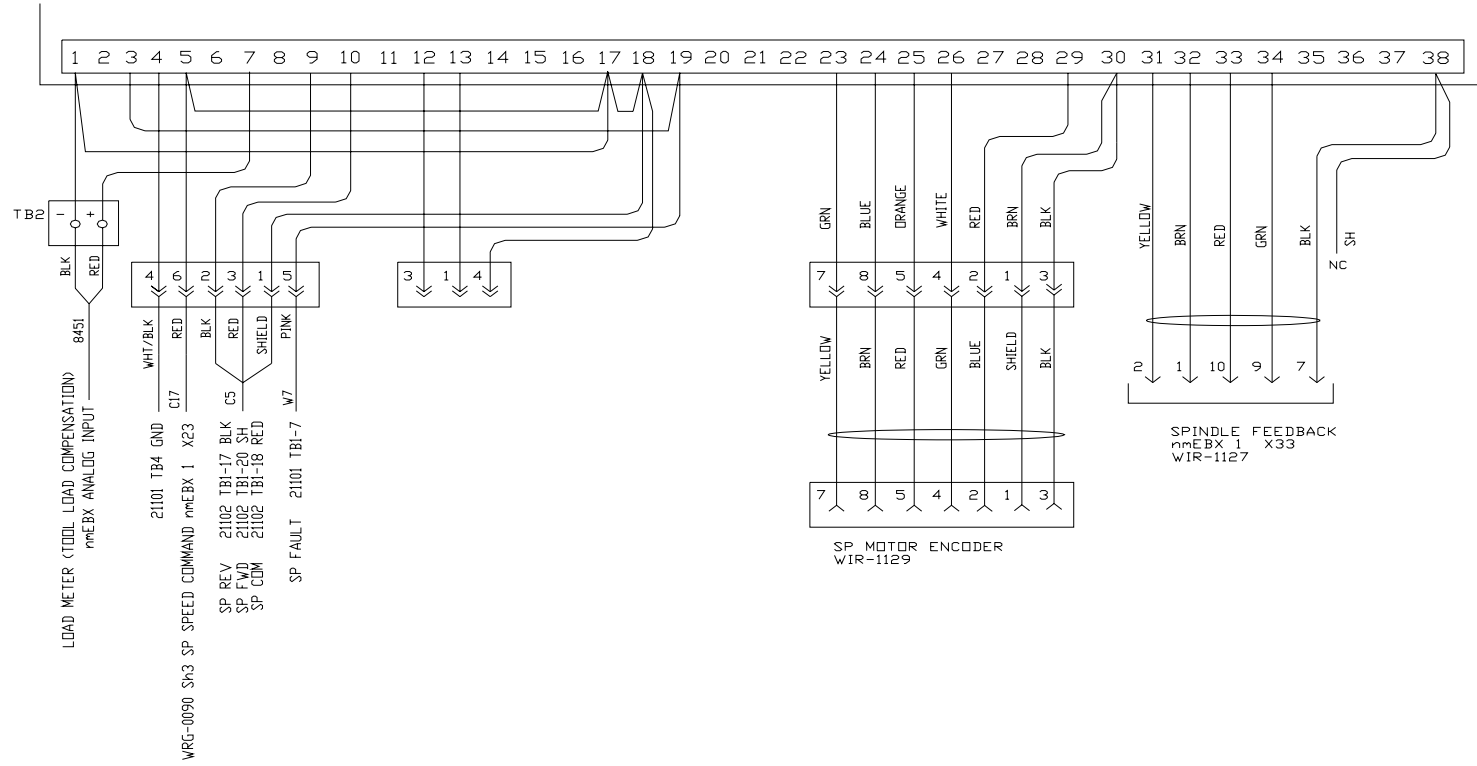 1 2 3 4 5 6 7 8 9 10 11 12 13 14 15 16 17 18 19 20 21 22 23 24 25 26 27 28 29 30 31 32 33 34 35 36 37 38
TB2
- +
BLK
RED
8451
LOAD METER (TOOL LOAD COMPENSATION)
nmEBX ANALOG INPUT
4 6 2 3 1 5
WHT/BLK
RED
BLK
RED
SHIELD
PINK
21101 TB4 GND
C17
WRG-0090 Sh3 SP SPEED COMMAND nmEBX 1 X23
C5
SP REV 21102 TB1-17 BLK
SP FWD 21102 TB1-20 SH
SP COM 21102 TB1-18 RED
W7
SP FAULT 21101 TB1-7
3 1 4
GRN
BLUE
ORANGE
WHITE
RED
BRN
BLK
7 8 5 4 2 1 3
YELLOW
BRN
RED
GRN
BLUE
SHIELD
BLK
7 8 5 4 2 1 3
SP MOTOR ENCODER
WIR-1129
YELLOW
BRN
RED
GRN
BLK
SH
NC
2 1 10 9 7
SPINDLE FEEDBACK
nmEBX 1 X33
WIR-1127